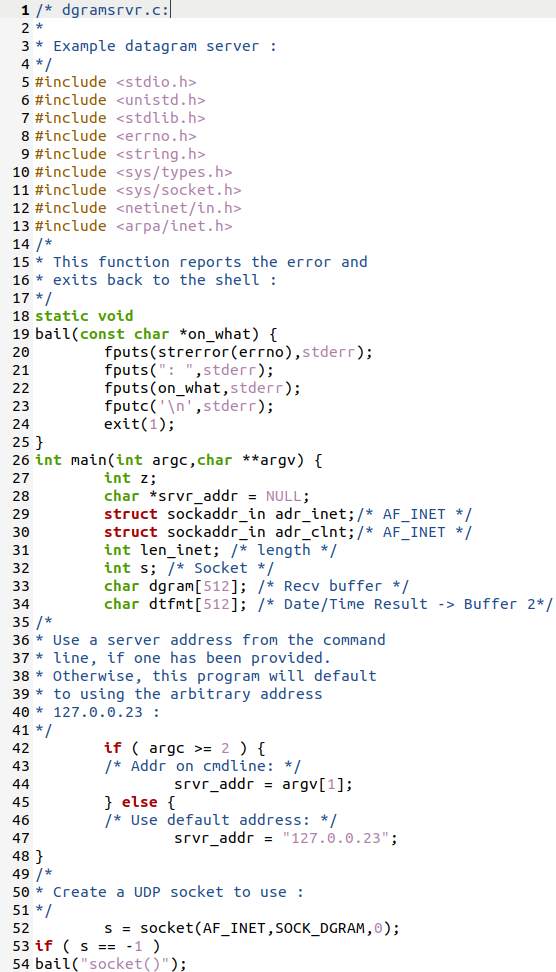 1 /* dgramsrvr.c:
2 *
3 * Example datagram server :
4 */
5 #include <stdio.h>
6 #include <unistd.h>
7 #include <stdlib.h>
8 #include <errno.h>
9 #include <string.h>
10 #include <sys/types.h>
11 #include <sys/socket.h>
12 #include <netinet/in.h>
13 #include <arpa/inet.h>
14 /*
15 * This function reports the error and
16 * exits back to the shell :
17 */
18 static void
19 bail(const char *on_what) {
20         fputs(strerror(errno),stderr);
21         fputs(": ",stderr);
22         fputs(on_what,stderr);
23         fputc('\n',stderr);
24         exit(1);
25 }
26 int main(int argc,char **argv) {
27         int z;
28         char *srvr_addr = NULL;
29         struct sockaddr_in adr_inet;/* AF_INET */
30         struct sockaddr_in adr_clnt;/* AF_INET */
31         int len_inet; /* length */
32         int s; /* Socket */
33         char dgram[512]; /* Recv buffer */
34         char dtfmt[512]; /* Date/Time Result -> Buffer 2*/
35 /*
36 * Use a server address from the command
37 * line, if one has been provided.
38 * Otherwise, this program will default
39 * to using the arbitrary address
40 * 127.0.0.23 :
41 */
42         if ( argc >= 2 ) {
43         /* Addr on cmdline: */
44                 srvr_addr = argv[1];
45         } else {
46         /* Use default address: */
47                 srvr_addr = "127.0.0.23";
48 }
49 /*
50 * Create a UDP socket to use :
51 */
52         s = socket(AF_INET,SOCK_DGRAM,0);
53 if ( s == -1 )
54 bail("socket()");